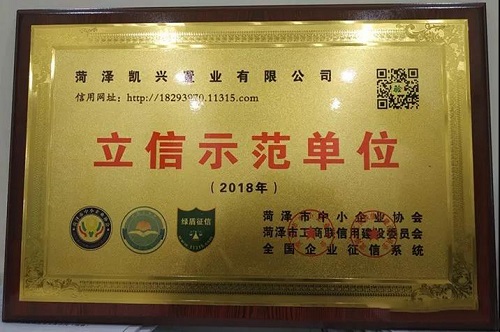 菏泽凯兴置业有限公司
信用网址：http://18293970.11315.com
验
立信示范单位
（2018年）
绿盾征信
菏泽市中小企业协会
菏泽市工商联信用建设委员会
全国企业征信系统